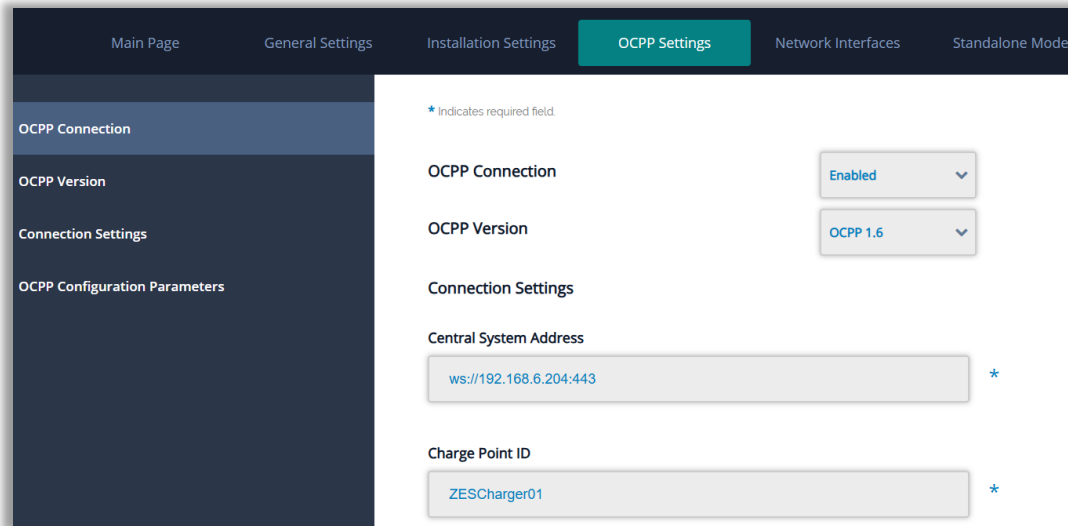 Main Page General Settings Installation Settings OCPP Settings Network Interfaces Standalone Mode
OCPP Connection
OCPP Version
Connection Settings
OCPP Configuration Parameters
* Indicates required field.
OCPP Connection Enabled
OCPP Version OCPP 1.6
Connection Settings
Central System Address
ws://192.168.6.204:443 *
Charge Point ID
ZESCharger01 *